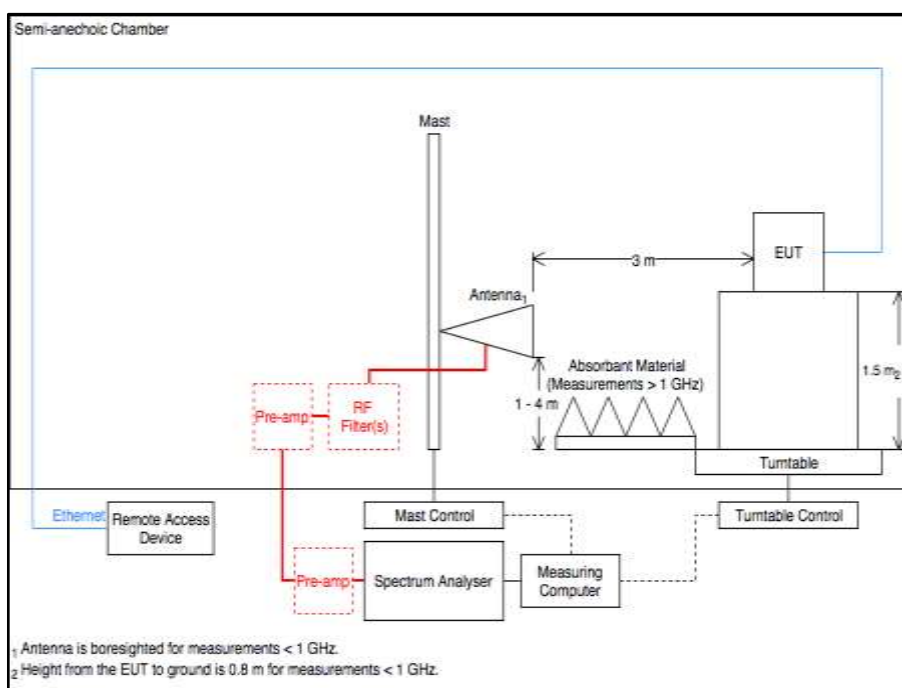 Semi-anechoic Chamber
Mast
EUT
3 m
Antenna1
Absorbant Material
(Measurements > 1 GHz)
1.5 m2
1 - 4 m
Pre-amp
RF
Filter(s)
Turntable
Ethernet
Remote Access
Device
Mast Control
Turntable Control
Pre-amp
Spectrum Analyser
Measuring
Computer
1 Antenna is boresighted for measurements < 1 GHz.
2 Height from the EUT to ground is 0.8 m for measurements < 1 GHz.